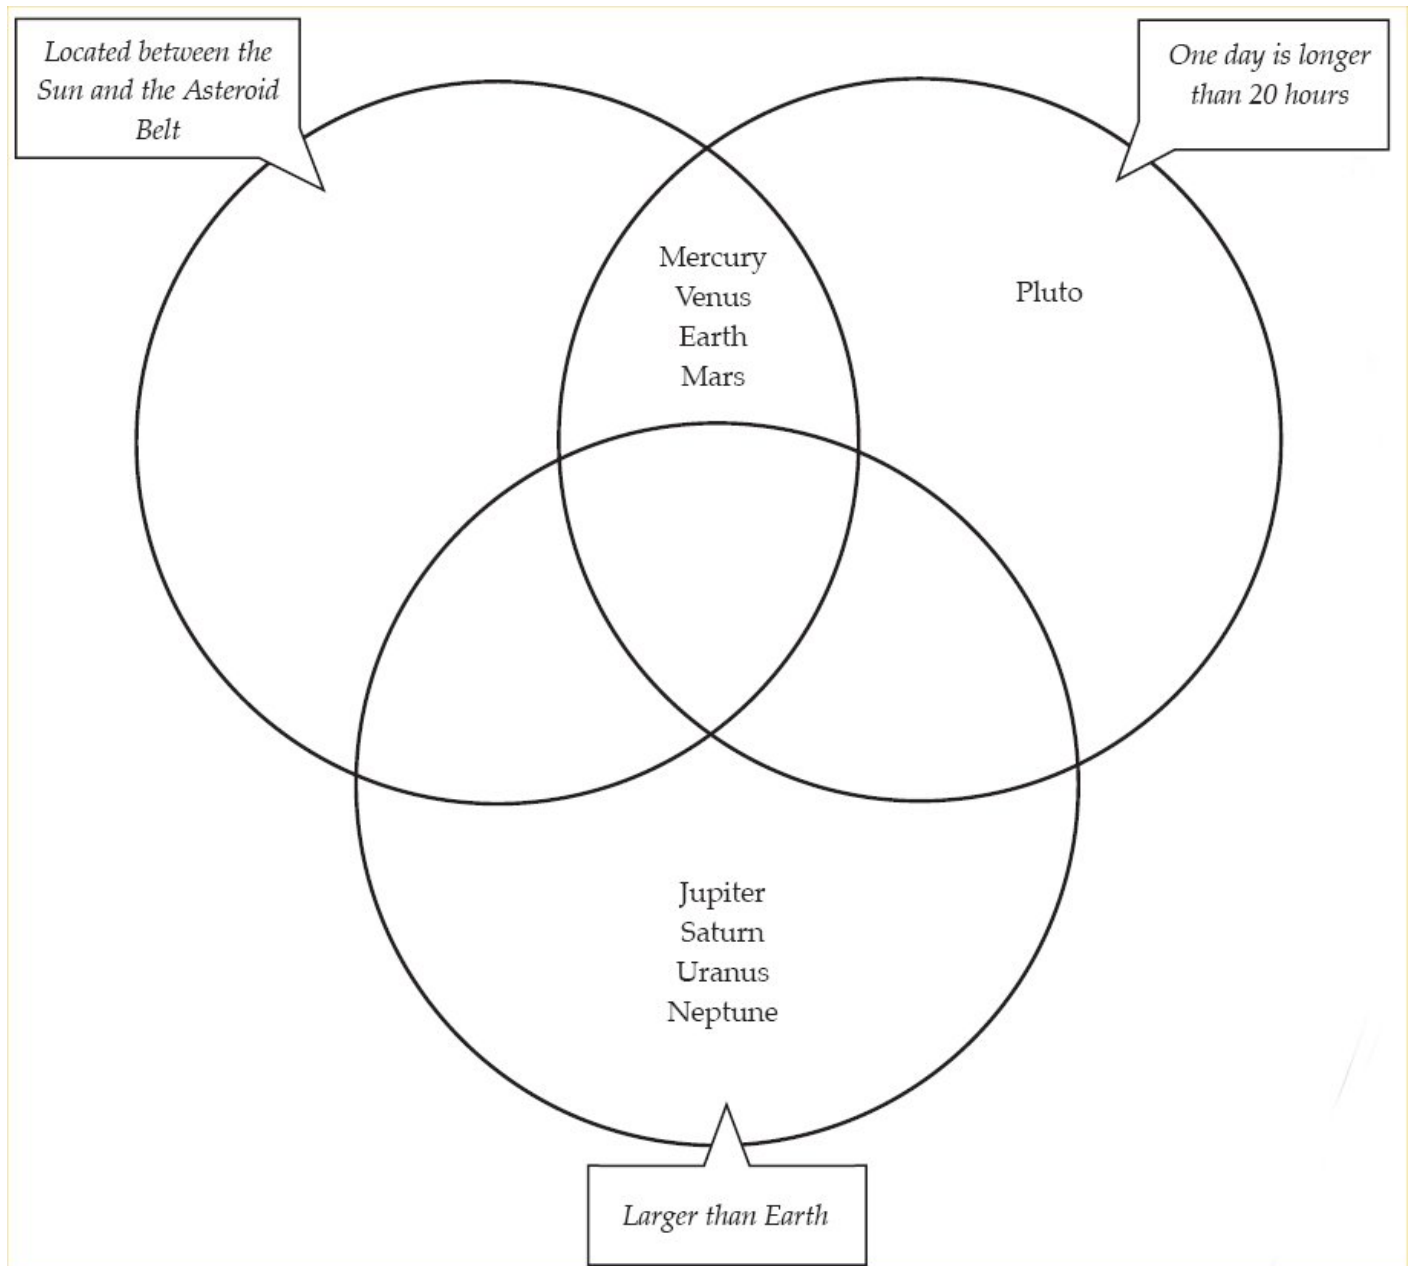 Located between the
Sun and the Asteroid
Belt
One day is longer
than 20 hours
Mercury
Venus
Earth
Mars
Pluto
Jupiter
Saturn
Uranus
Neptune
Larger than Earth